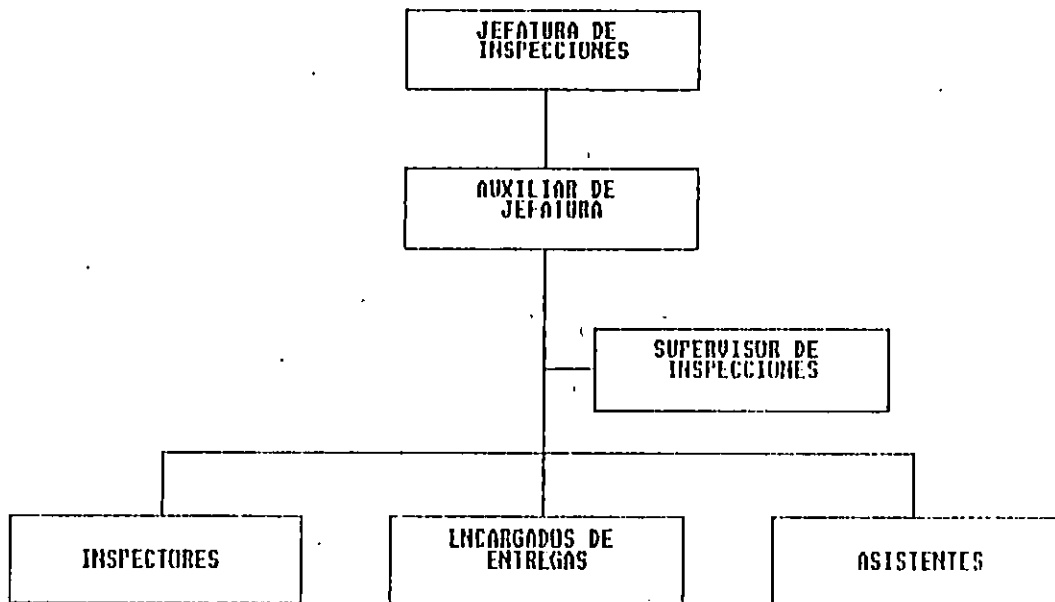 JEFATURA DE
INSPECCIONES
AUXILIAR DE
JEFATURA
SUPERVISOR DE
INSPECCIONES
INSPECTORES
ENCARGADOS DE
ENTREGAS
ASISTENTES